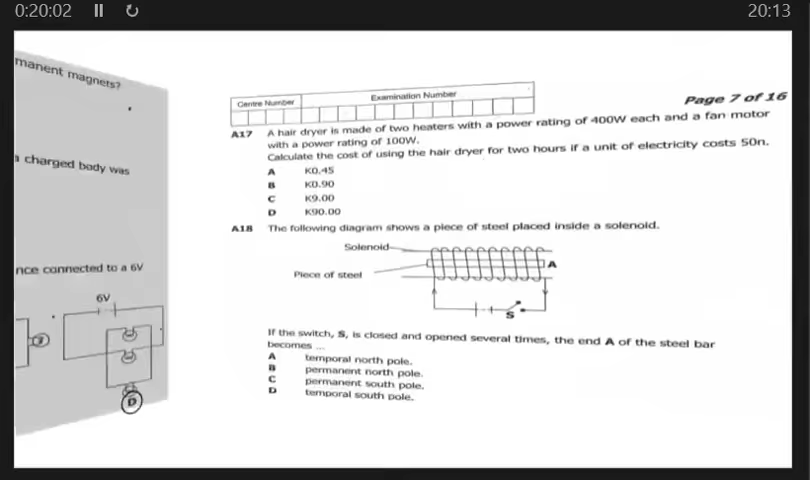 0:20:02
20:13
manent magnets?
a charged body was
nce connected to a 6V
6V
D
Centre Number
Examination Number
Page 7 of 16
A17 A hair dryer is made of two heaters with a power rating of 400W each and a fan motor
with a power rating of 100W.
Calculate the cost of using the hair dryer for two hours if a unit of electricity costs 50n.
A K0.45
B K0.90
C K9.00
D K90.00
A18 The following diagram shows a piece of steel placed inside a solenoid.
Solenoid
A
Piece of steel
S
If the switch, S, is closed and opened several times, the end A of the steel bar
becomes ...
A temporal north pole.
B permanent north pole.
C permanent south pole.
D temporal south pole.